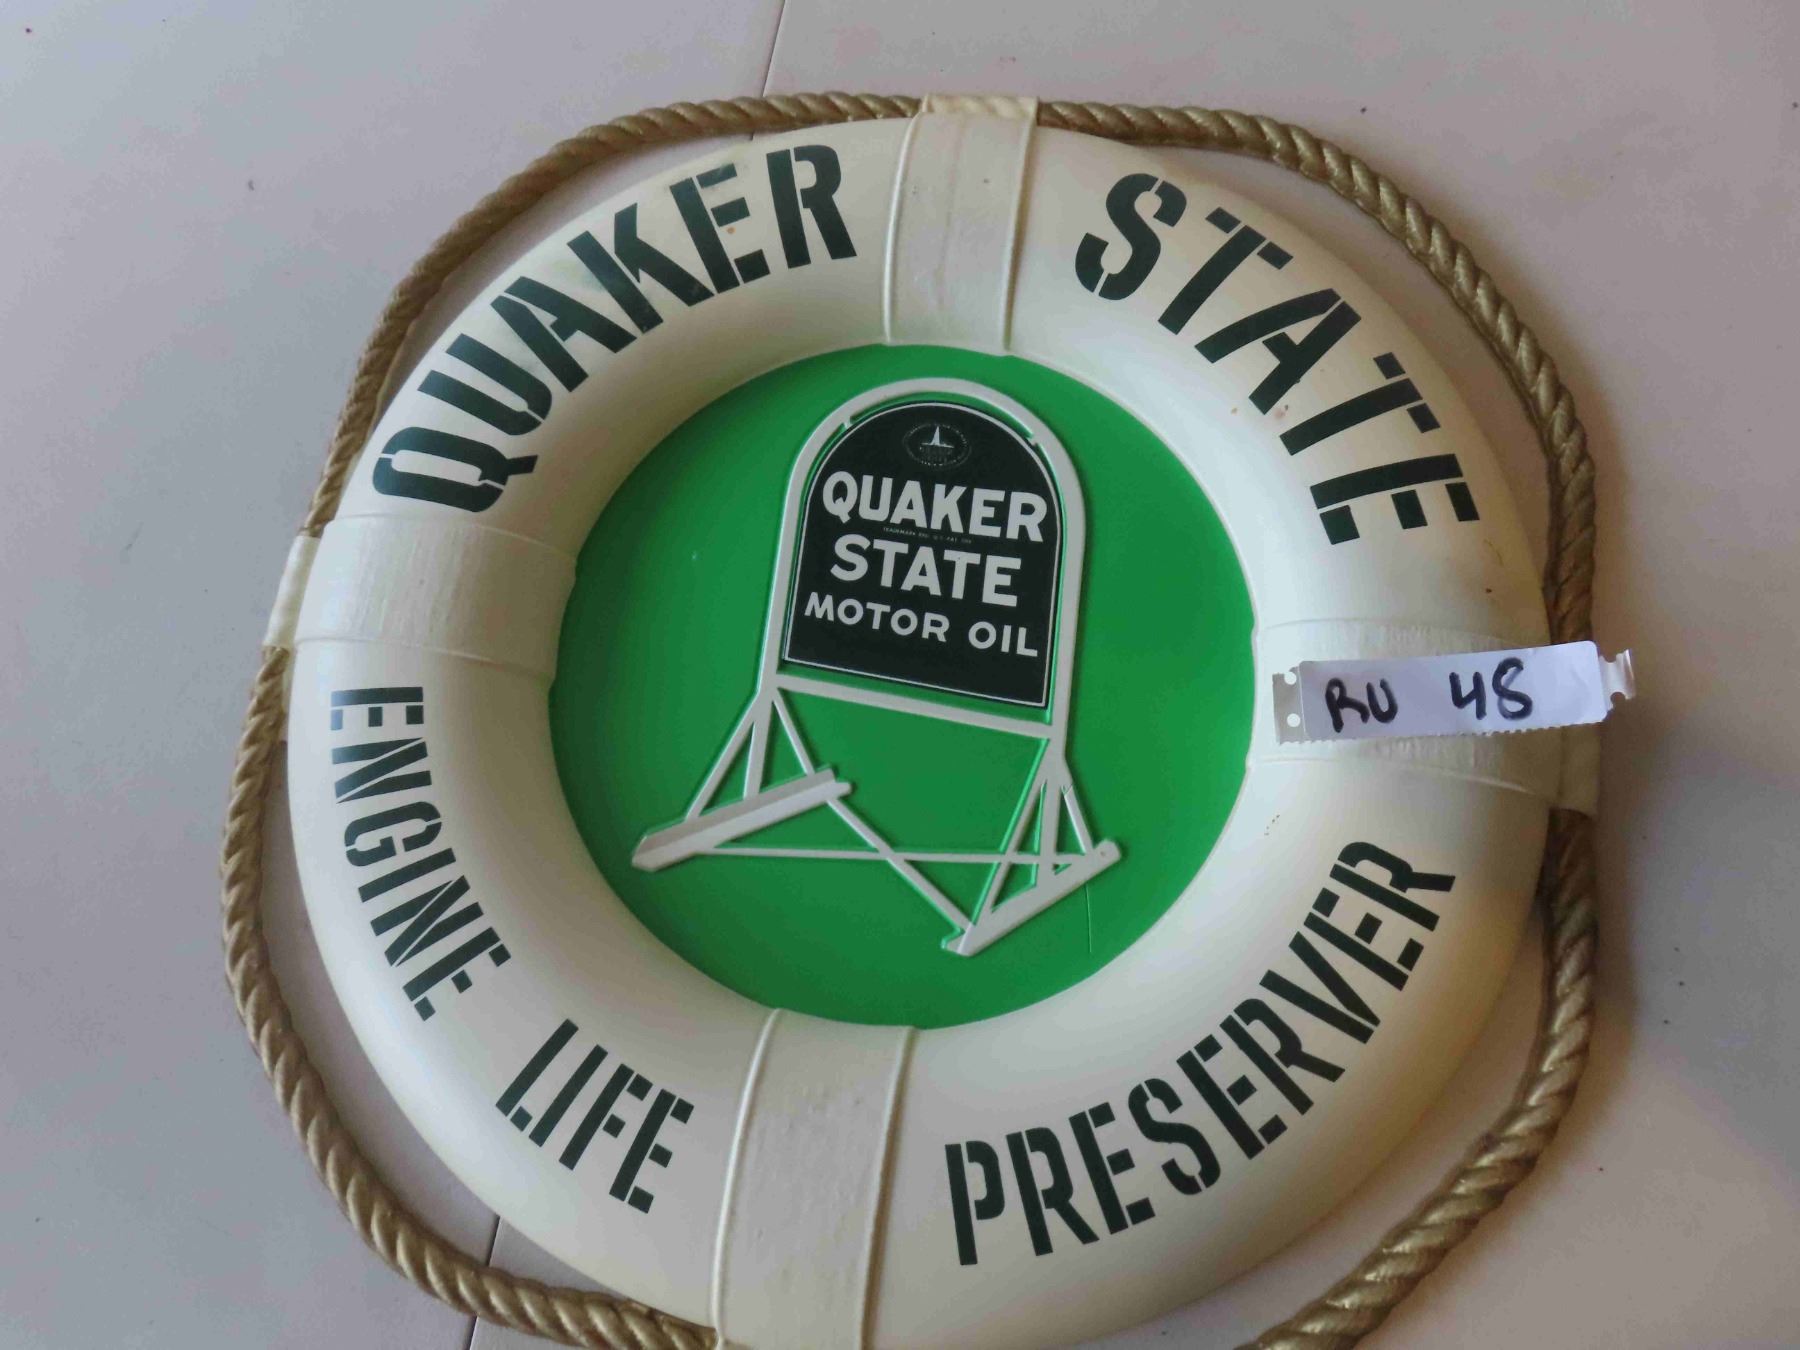 QUAKER STATE
QUAKER
STATE
MOTOR OIL
RU 48
ENGINE LIFE PRESERVER